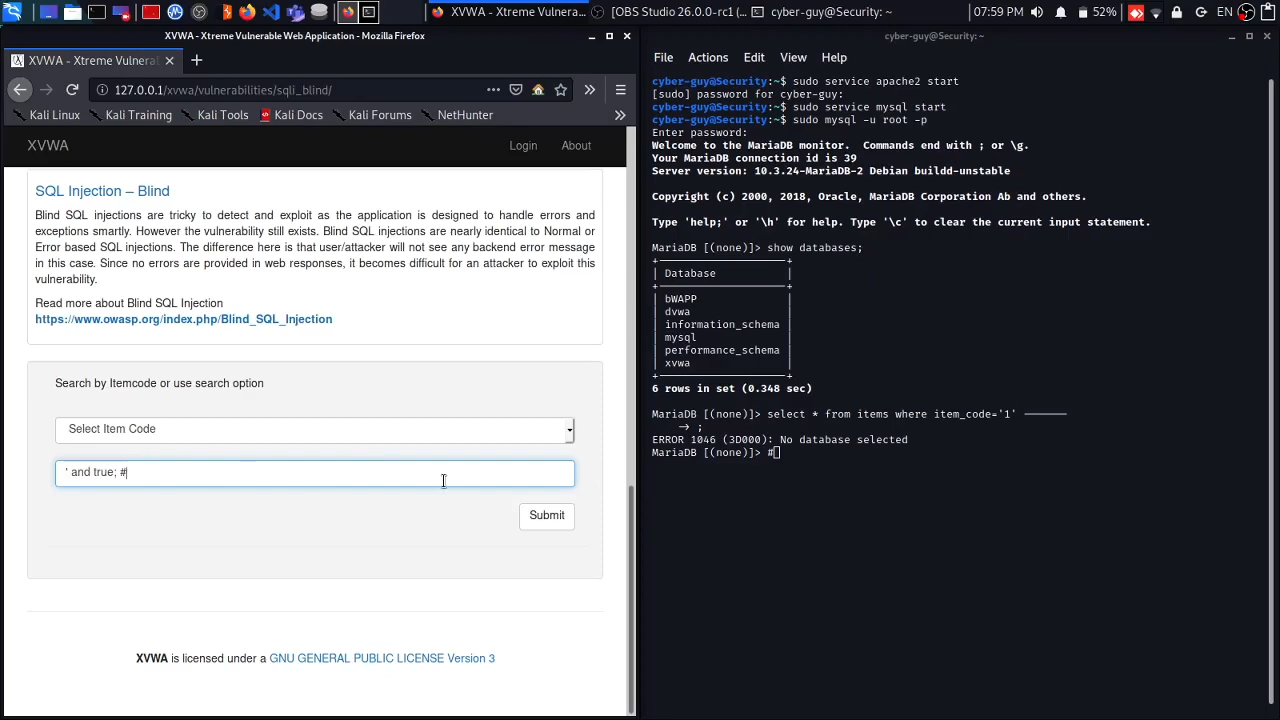 XVWA - Xtreme Vulnera...
[OBS Studio 26.0.0-rc1 (...
cyber-guy@Security: ~
07:59 PM
52%
EN
XVWA - Xtreme Vulnerable Web Application - Mozilla Firefox
XVWA - Xtreme Vulnerab
127.0.0.1/xvwa/vulnerabilities/sqli_blind/
Kali Linux
Kali Training
Kali Tools
Kali Docs
Kali Forums
NetHunter
XVWA
Login
About
SQL Injection – Blind
Blind SQL injections are tricky to detect and exploit as the application is designed to handle errors and
exceptions smartly. However the vulnerability still exists. Blind SQL injections are nearly identical to Normal or
Error based SQL injections. The difference here is that user/attacker will not see any backend error message
in this case. Since no errors are provided in web responses, it becomes difficult for an attacker to exploit this
vulnerability.
Read more about Blind SQL Injection
https://www.owasp.org/index.php/Blind_SQL_Injection
Search by Itemcode or use search option
Select Item Code
' and true; #
Submit
XVWA is licensed under a GNU GENERAL PUBLIC LICENSE Version 3
cyber-guy@Security: ~
File Actions Edit View Help
cyber-guy@Security:~$ sudo service apache2 start
[sudo] password for cyber-guy:
cyber-guy@Security:~$ sudo service mysql start
cyber-guy@Security:~$ sudo mysql -u root -p
Enter password:
Welcome to the MariaDB monitor. Commands end with ; or \g.
Your MariaDB connection id is 39
Server version: 10.3.24-MariaDB-2 Debian buildd-unstable
Copyright (c) 2000, 2018, Oracle, MariaDB Corporation Ab and others.
Type 'help;' or '\h' for help. Type '\c' to clear the current input statement.
MariaDB [(none)]> show databases;
+--------------------+
| Database           |
+--------------------+
| bWAPP              |
| dvwa               |
| information_schema |
| mysql              |
| performance_schema |
| xvwa               |
+--------------------+
6 rows in set (0.348 sec)
MariaDB [(none)]> select * from items where item_code='1' ------
-> ;
ERROR 1046 (3D000): No database selected
MariaDB [(none)]> #